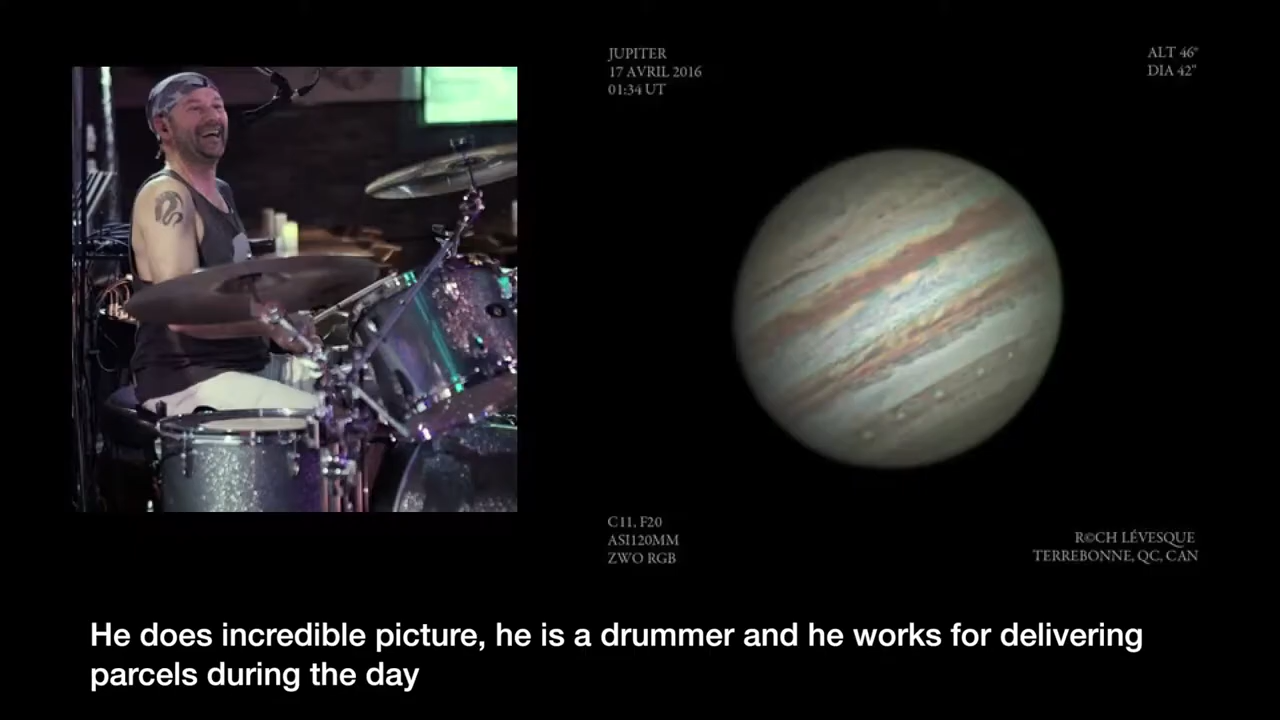 JUPITER
17 AVRIL 2016
01:34 UT
ALT 46°
DIA 42"
C11, F20
ASI120MM
ZWO RGB
R©CH LÉVESQUE
TERREBONNE, QC, CAN
He does incredible picture, he is a drummer and he works for delivering
parcels during the day